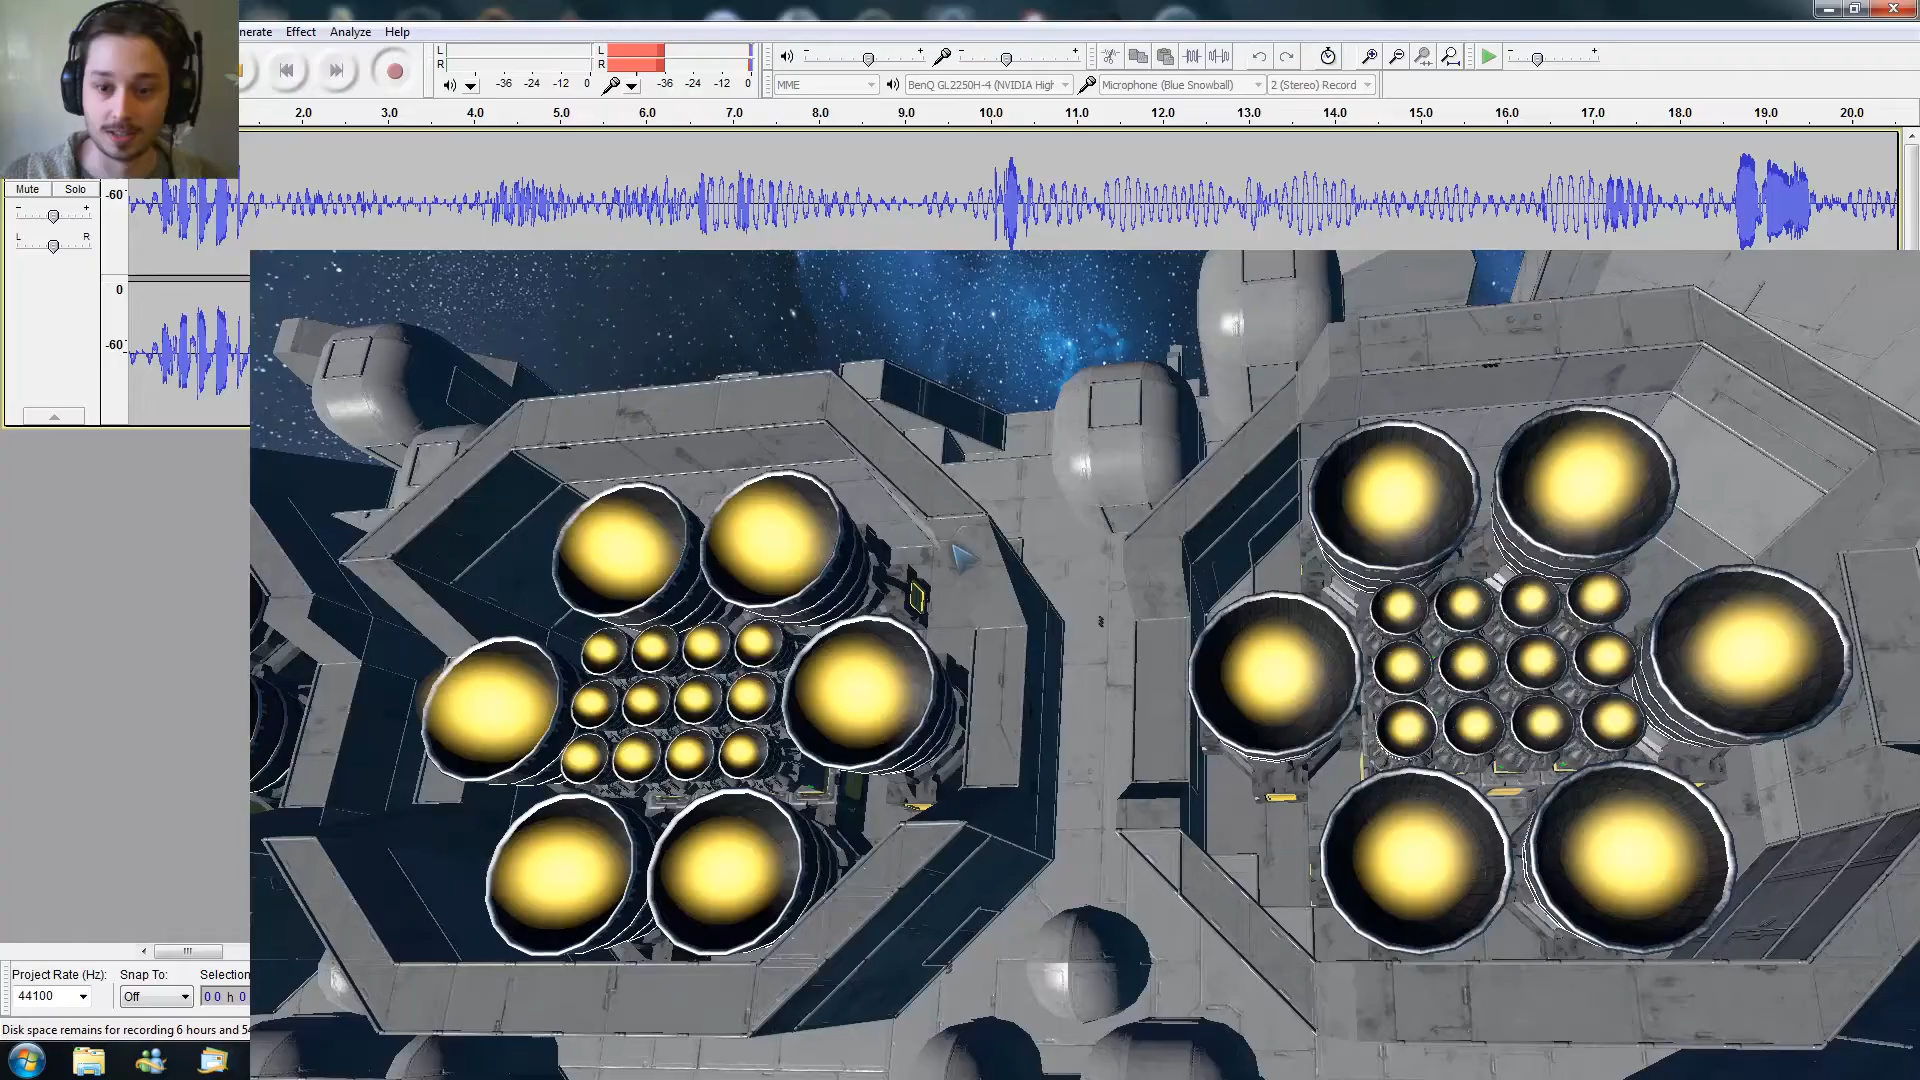 nerate Effect Analyze Help
L
R
-36 -24 -12 0
L
R
-36 -24 -12 0
- +
- +
- +
MME
BenQ GL2250H-4 (NVIDIA High
Microphone (Blue Snowball)
2 (Stereo) Record
2.0 3.0 4.0 5.0 6.0 7.0 8.0 9.0 10.0 11.0 12.0 13.0 14.0 15.0 16.0 17.0 18.0 19.0 20.0
Mute Solo
-60
- +
L R
0
-60
Project Rate (Hz): Snap To: Selection
44100 Off 00 h 0
Disk space remains for recording 6 hours and 54